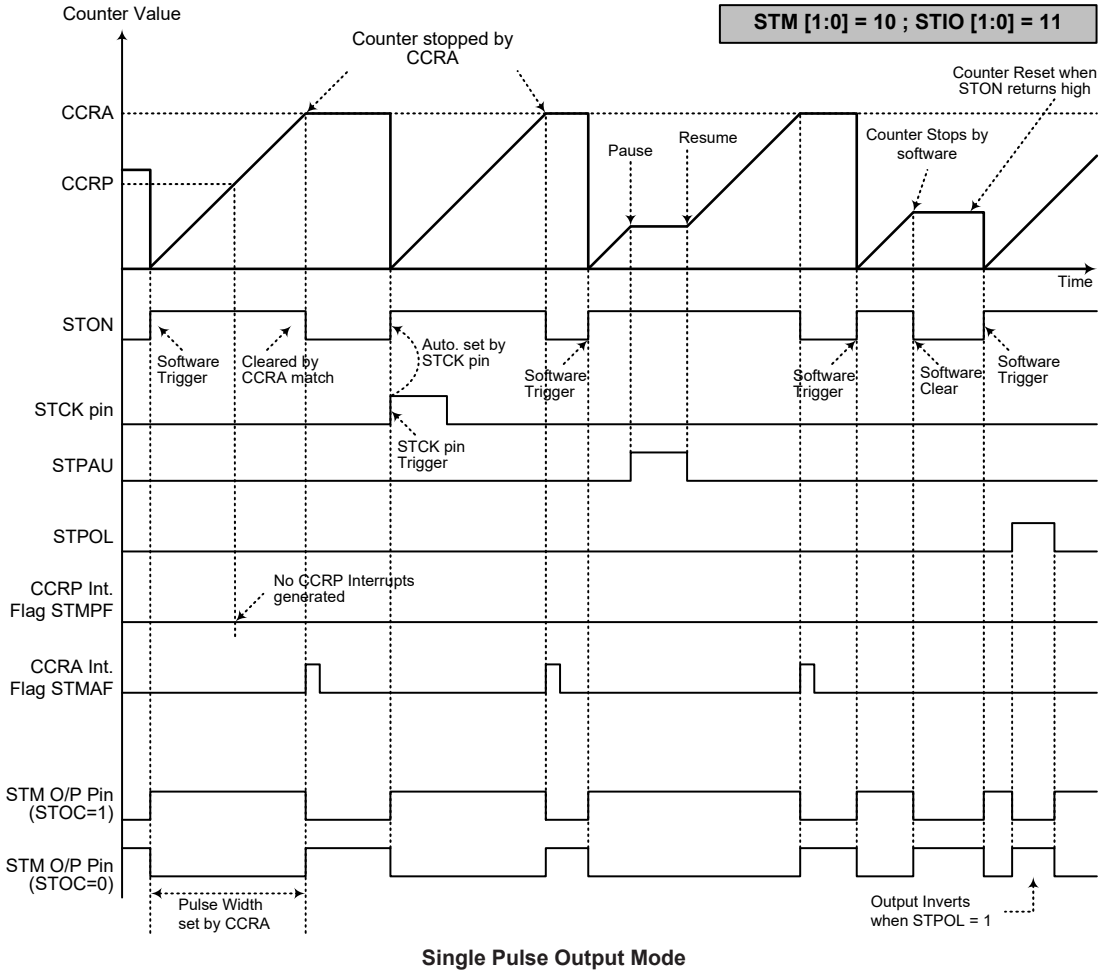 Counter Value
STM [1:0] = 10 ; STIO [1:0] = 11
Counter stopped by
CCRA
Counter Reset when
STON returns high
CCRA
Pause
Resume
Counter Stops by
software
CCRP
Time
STON
Software
Trigger
Cleared by
CCRA match
Auto. set by
STCK pin
Software
Trigger
Software
Trigger
Software
Clear
Software
Trigger
STCK pin
STCK pin
Trigger
STPAU
STPOL
CCRP Int.
Flag STMPF
No CCRP Interrupts
generated
CCRA Int.
Flag STMAF
STM O/P Pin
(STOC=1)
STM O/P Pin
(STOC=0)
Pulse Width
set by CCRA
Output Inverts
when STPOL = 1
Single Pulse Output Mode